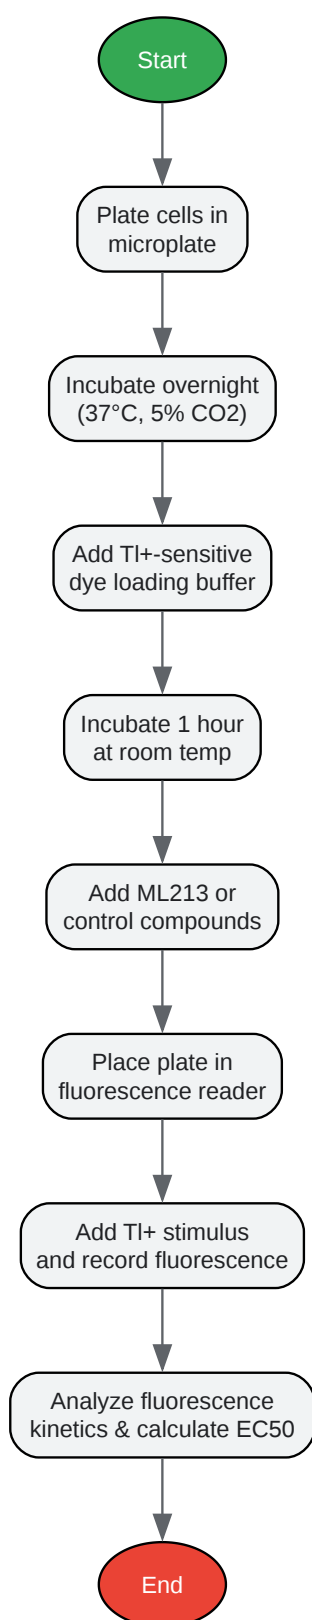 Start
Plate cells in
microplate
Incubate overnight
(37°C, 5% CO2)
Add Tl+-sensitive
dye loading buffer
Incubate 1 hour
at room temp
Add ML213 or
control compounds
Place plate in
fluorescence reader
Add Tl+ stimulus
and record fluorescence
Analyze fluorescence
kinetics & calculate EC50
End